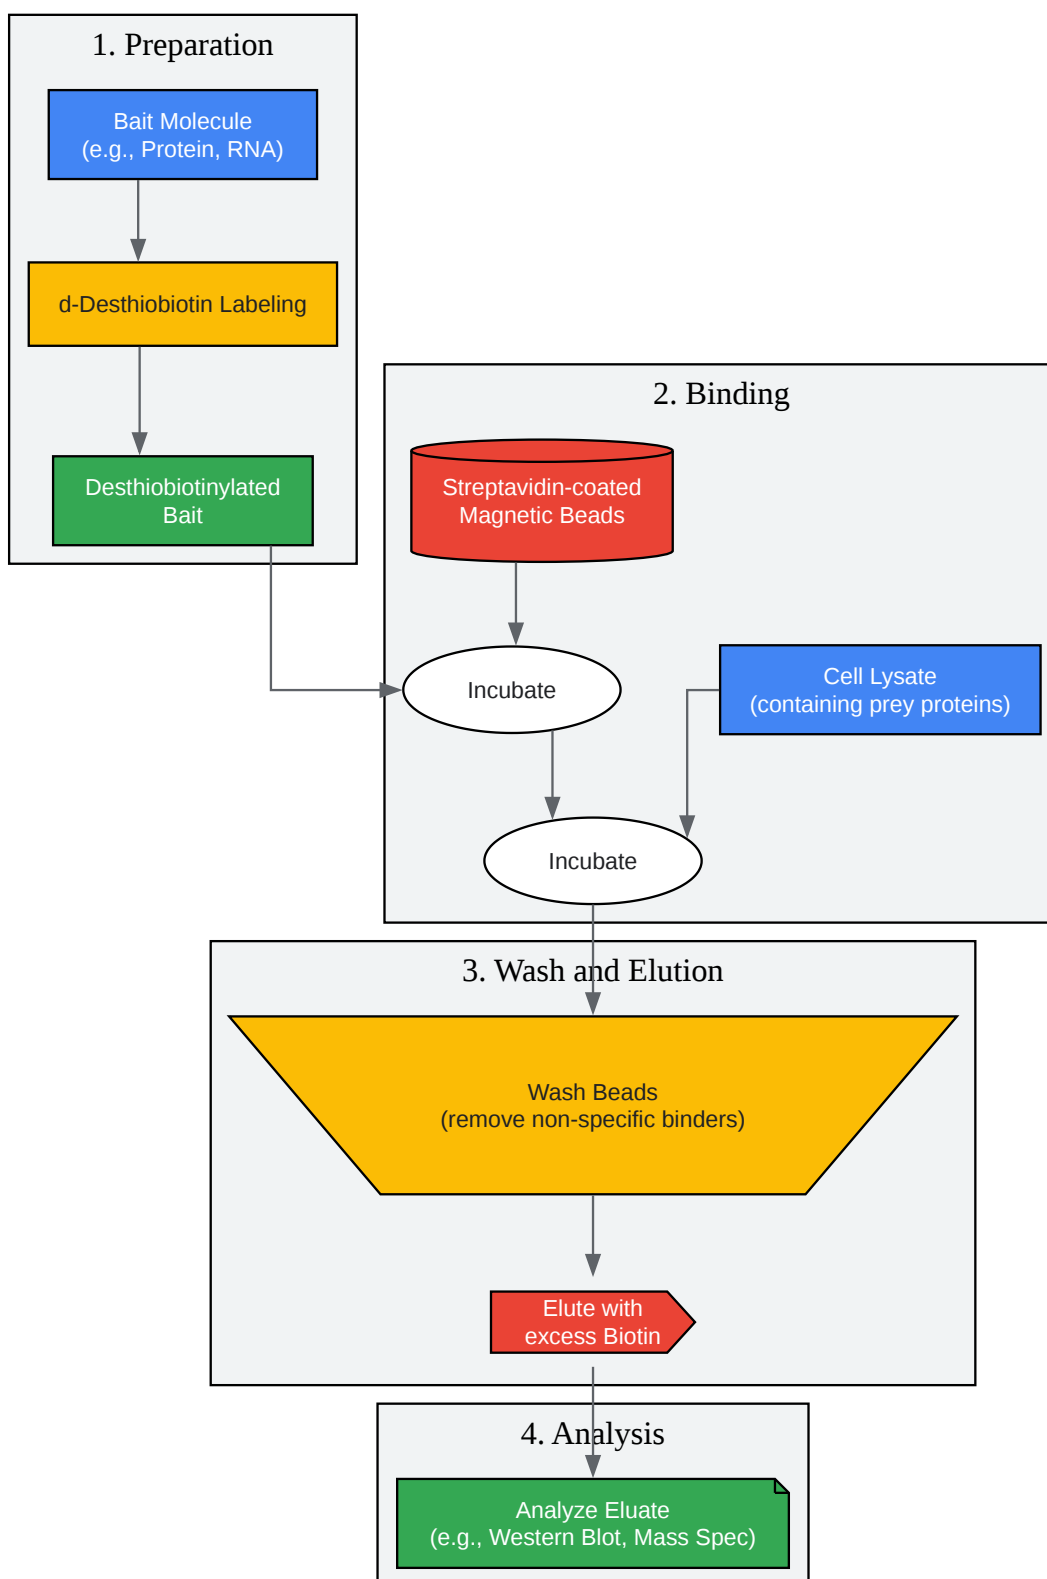 1. Preparation
Bait Molecule
(e.g., Protein, RNA)
d-Desthiobiotin Labeling
Desthiobiotinylated
Bait
2. Binding
Streptavidin-coated
Magnetic Beads
Incubate
Cell Lysate
(containing prey proteins)
Incubate
3. Wash and Elution
Wash Beads
(remove non-specific binders)
Elute with
excess Biotin
4. Analysis
Analyze Eluate
(e.g., Western Blot, Mass Spec)